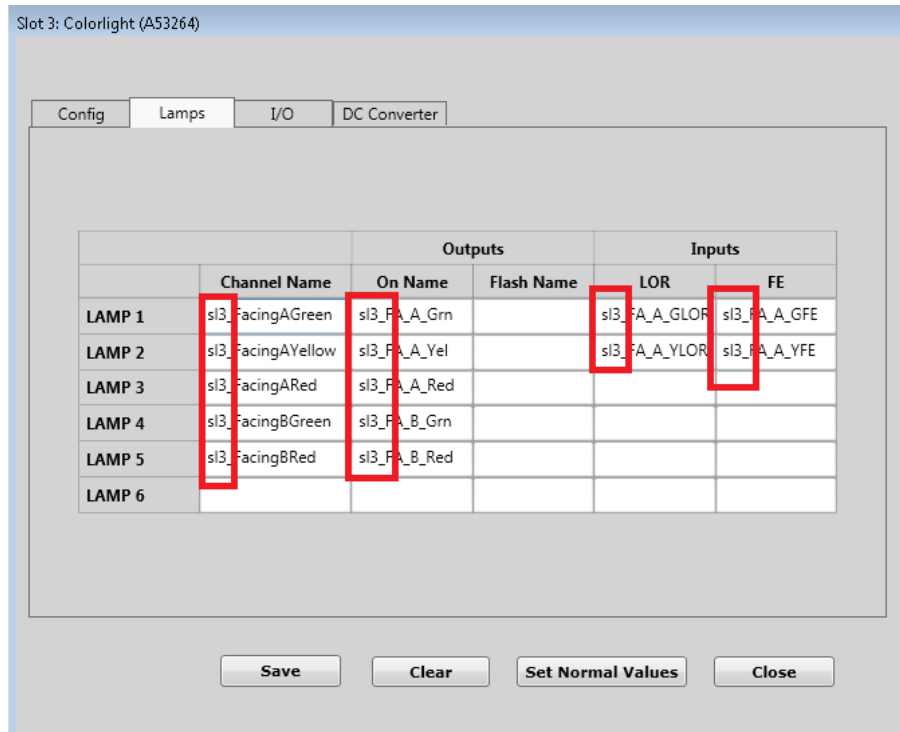 Slot 3: Colorlight (A53264)
Config Lamps I/O DC Converter
Outputs Inputs
Channel Name On Name Flash Name LOR FE
LAMP 1 sl3_FacingAGreen sl3_FA_A_Grn sl3_FA_A_GLOR sl3_FA_A_GFE
LAMP 2 sl3_FacingAYellow sl3_FA_A_Yel sl3_FA_A_YLOR sl3_FA_A_YFE
LAMP 3 sl3_FacingARed sl3_FA_A_Red
LAMP 4 sl3_FacingBGreen sl3_FA_B_Grn
LAMP 5 sl3_FacingBRed sl3_FA_B_Red
LAMP 6
Save Clear Set Normal Values Close